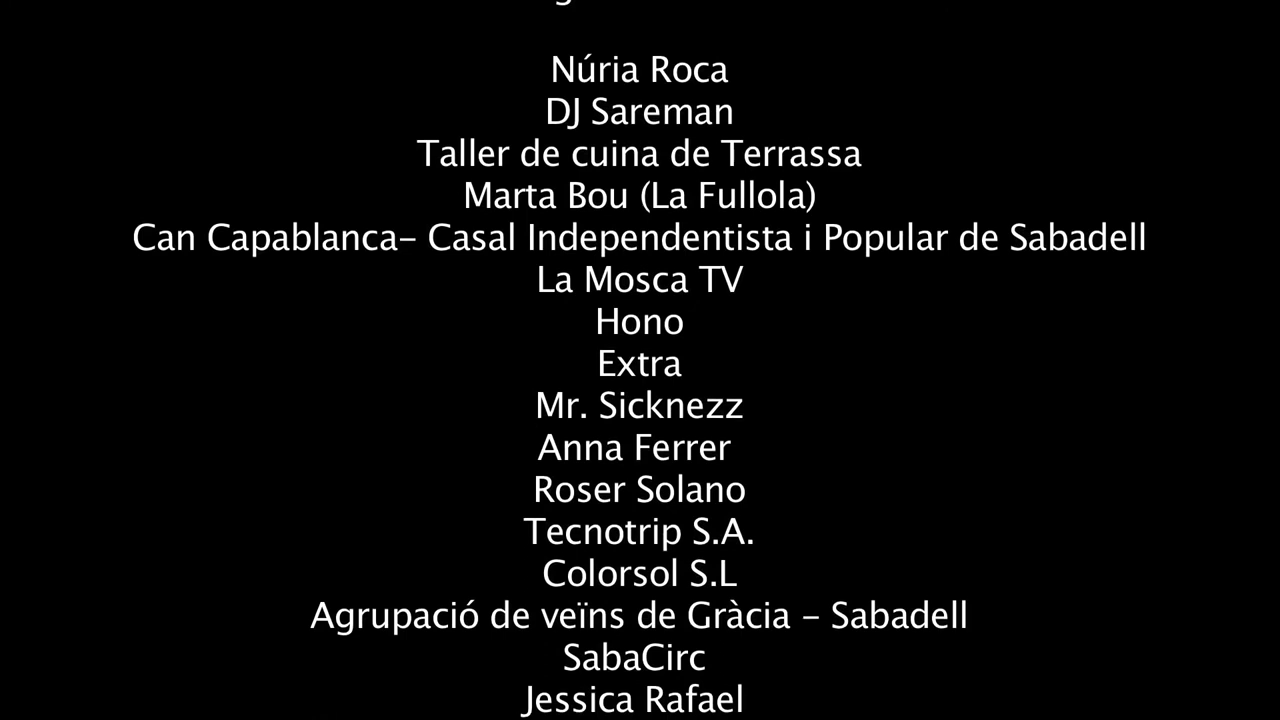 Núria Roca
DJ Sareman
Taller de cuina de Terrassa
Marta Bou (La Fullola)
Can Capablanca- Casal Independentista i Popular de Sabadell
La Mosca TV
Hono
Extra
Mr. Sicknezz
Anna Ferrer
Roser Solano
Tecnotrip S.A.
Colorsol S.L
Agrupació de veïns de Gràcia - Sabadell
SabaCirc
Jessica Rafael